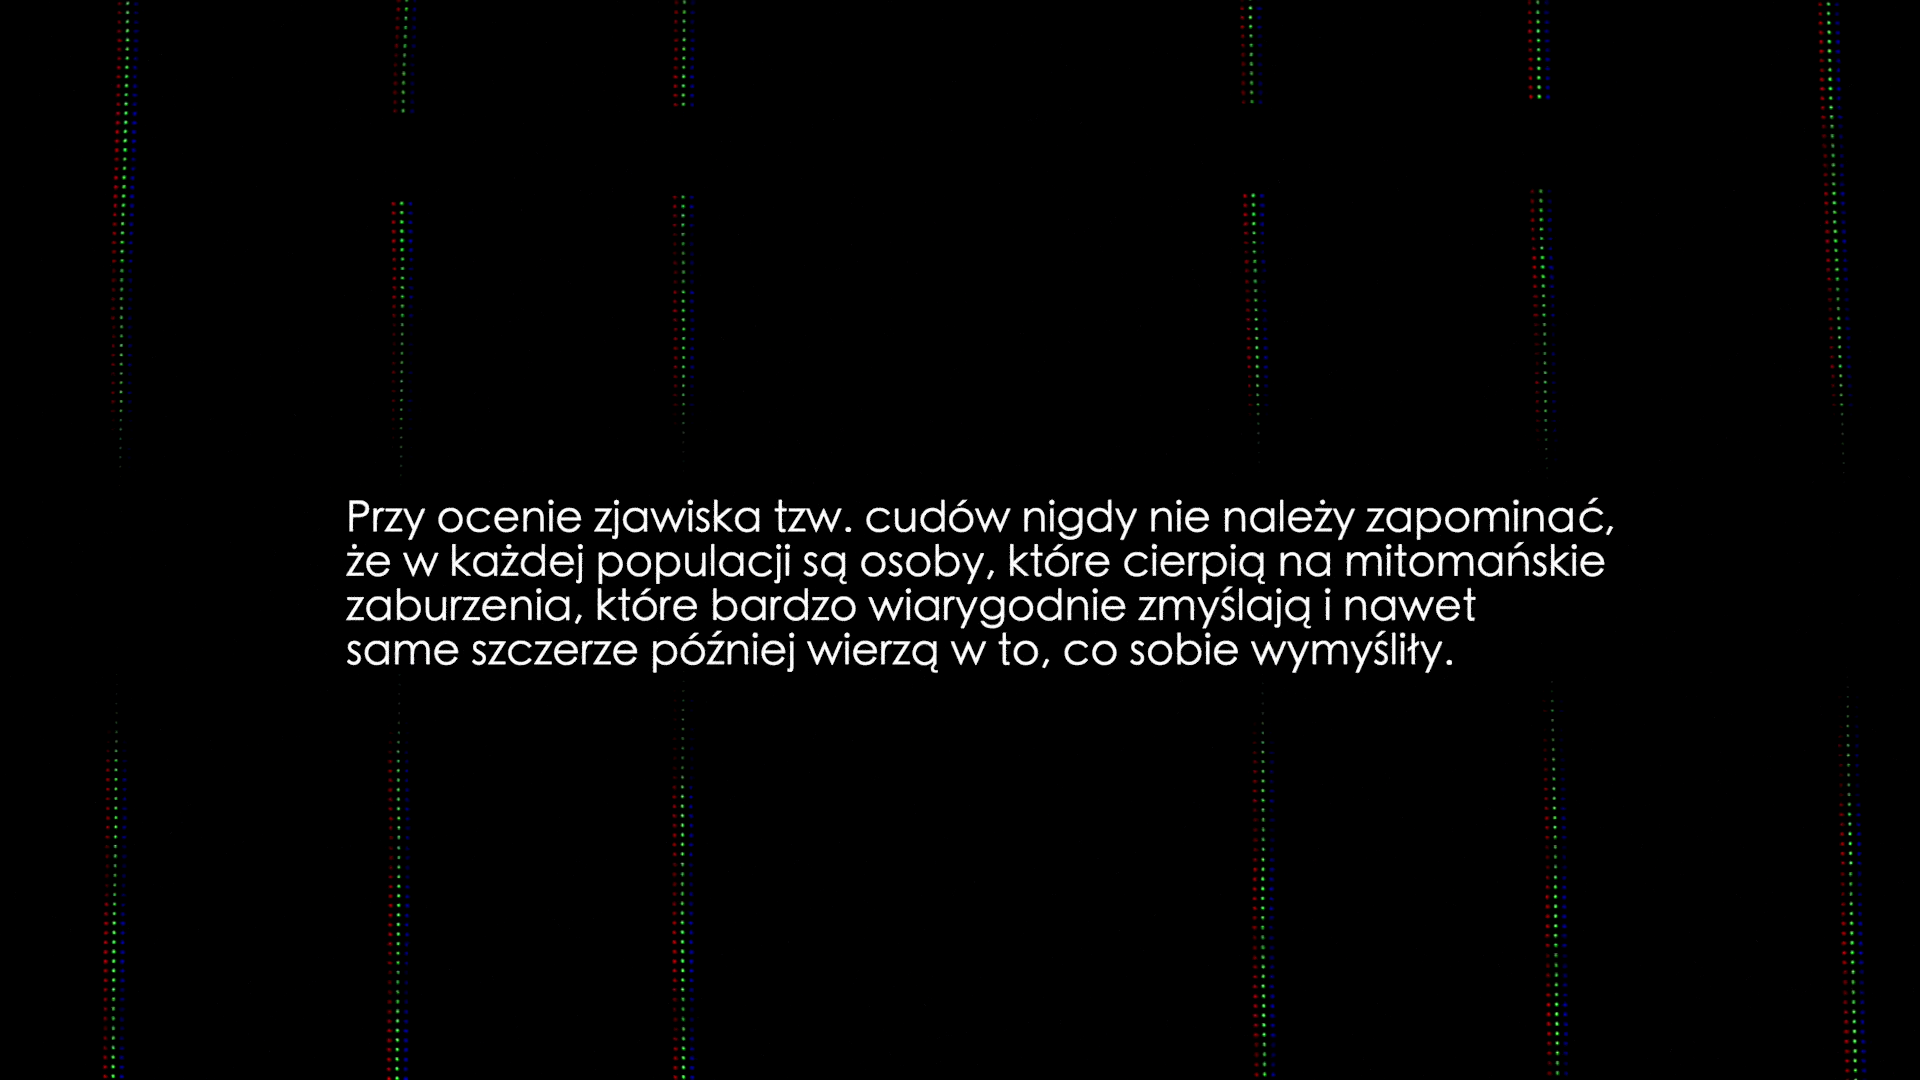 Przy ocenie zjawiska tzw. cudów nigdy nie należy zapominać,
że w każdej populacji są osoby, które cierpią na mitomańskie
zaburzenia, które bardzo wiarygodnie zmyślają i nawet
same szczerze później wierzą w to, co sobie wymyśliły.